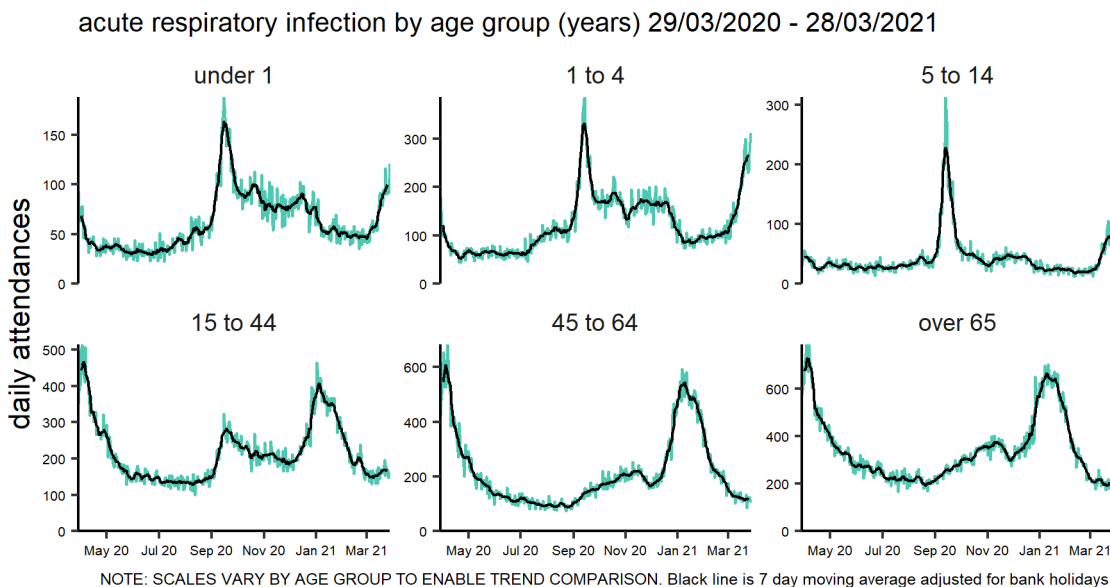 acute respiratory infection by age group (years) 29/03/2020 - 28/03/2021
under 1
1 to 4
5 to 14
150
100
50
0
300
200
100
0
300
200
100
0
daily attendances
15 to 44
45 to 64
over 65
500
400
300
200
100
0
600
400
200
0
600
400
200
0
May 20 Jul 20 Sep 20 Nov 20 Jan 21 Mar 21
May 20 Jul 20 Sep 20 Nov 20 Jan 21 Mar 21
May 20 Jul 20 Sep 20 Nov 20 Jan 21 Mar 21
NOTE: SCALES VARY BY AGE GROUP TO ENABLE TREND COMPARISON. Black line is 7 day moving average adjusted for bank holidays